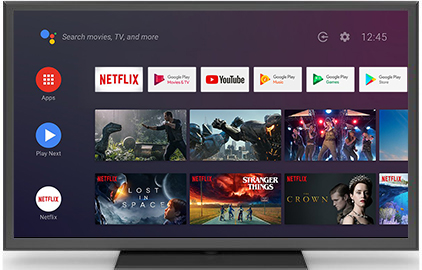 Search movies, TV, and more
12:45
Apps
NETFLIX
Google Play
Movies & TV
YouTube
Google Play
Music
Google Play
Games
Google Play
Store
Play Next
NETFLIX
Netflix
NETFLIX
LOST
IN
SPACE
NETFLIX
STRANGER
THINGS
NETFLIX
THE
CROWN